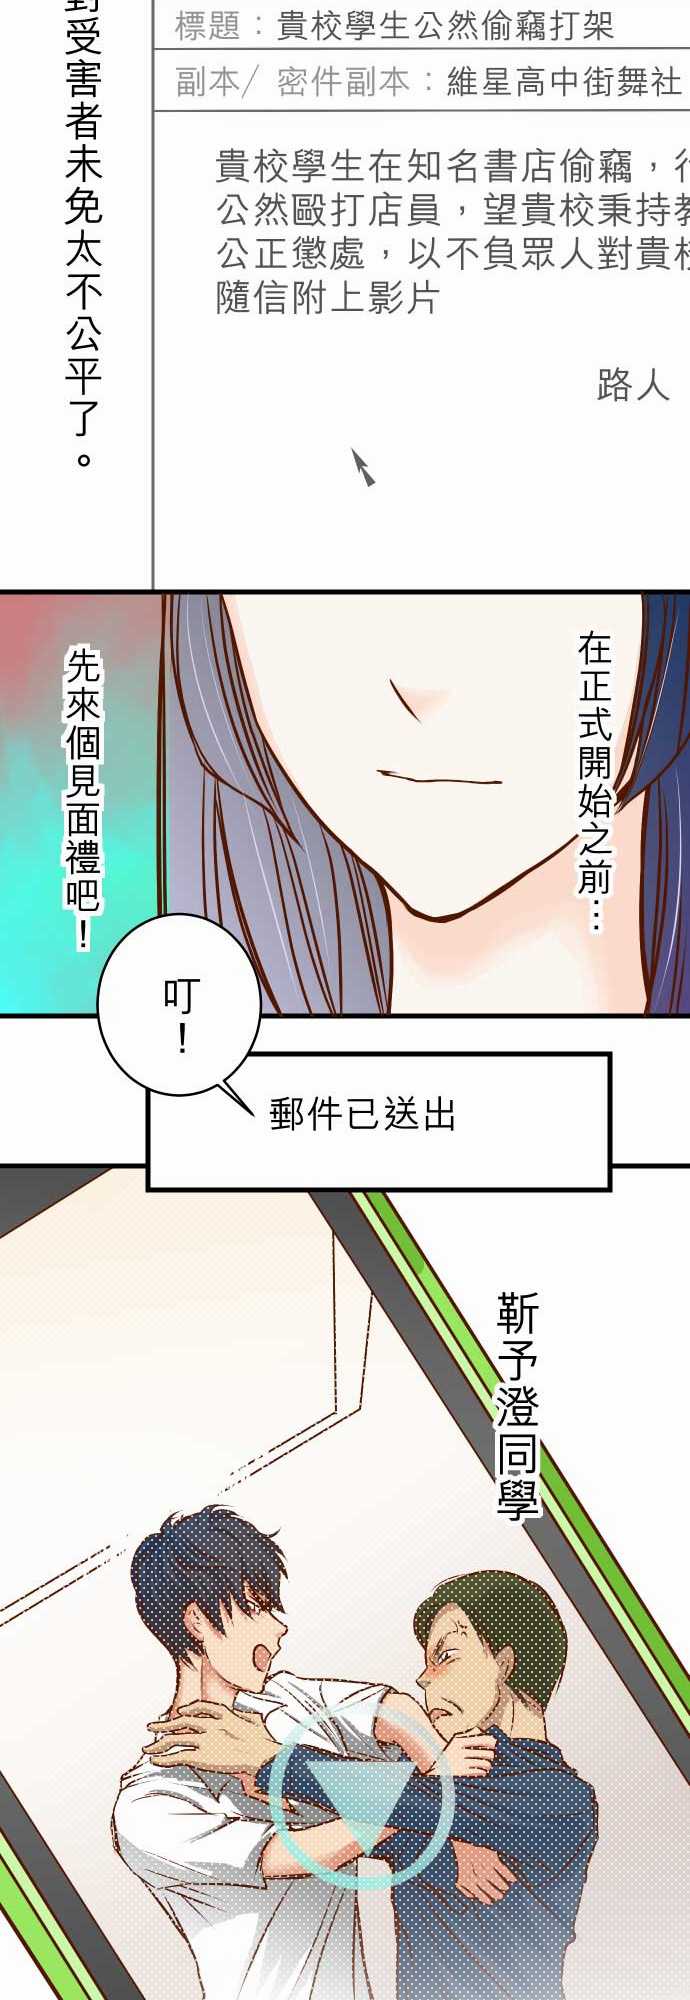 標題：貴校學生公然偷竊打架
副本/ 密件副本：維星高中街舞社
貴校學生在知名書店偷竊，行
公然毆打店員，望貴校秉持教
公正懲處，以不負眾人對貴校
隨信附上影片
路人
對受害者未免太不公平了。
在正式開始之前…
先來個見面禮吧！
叮！
郵件已送出
靳予澄同學